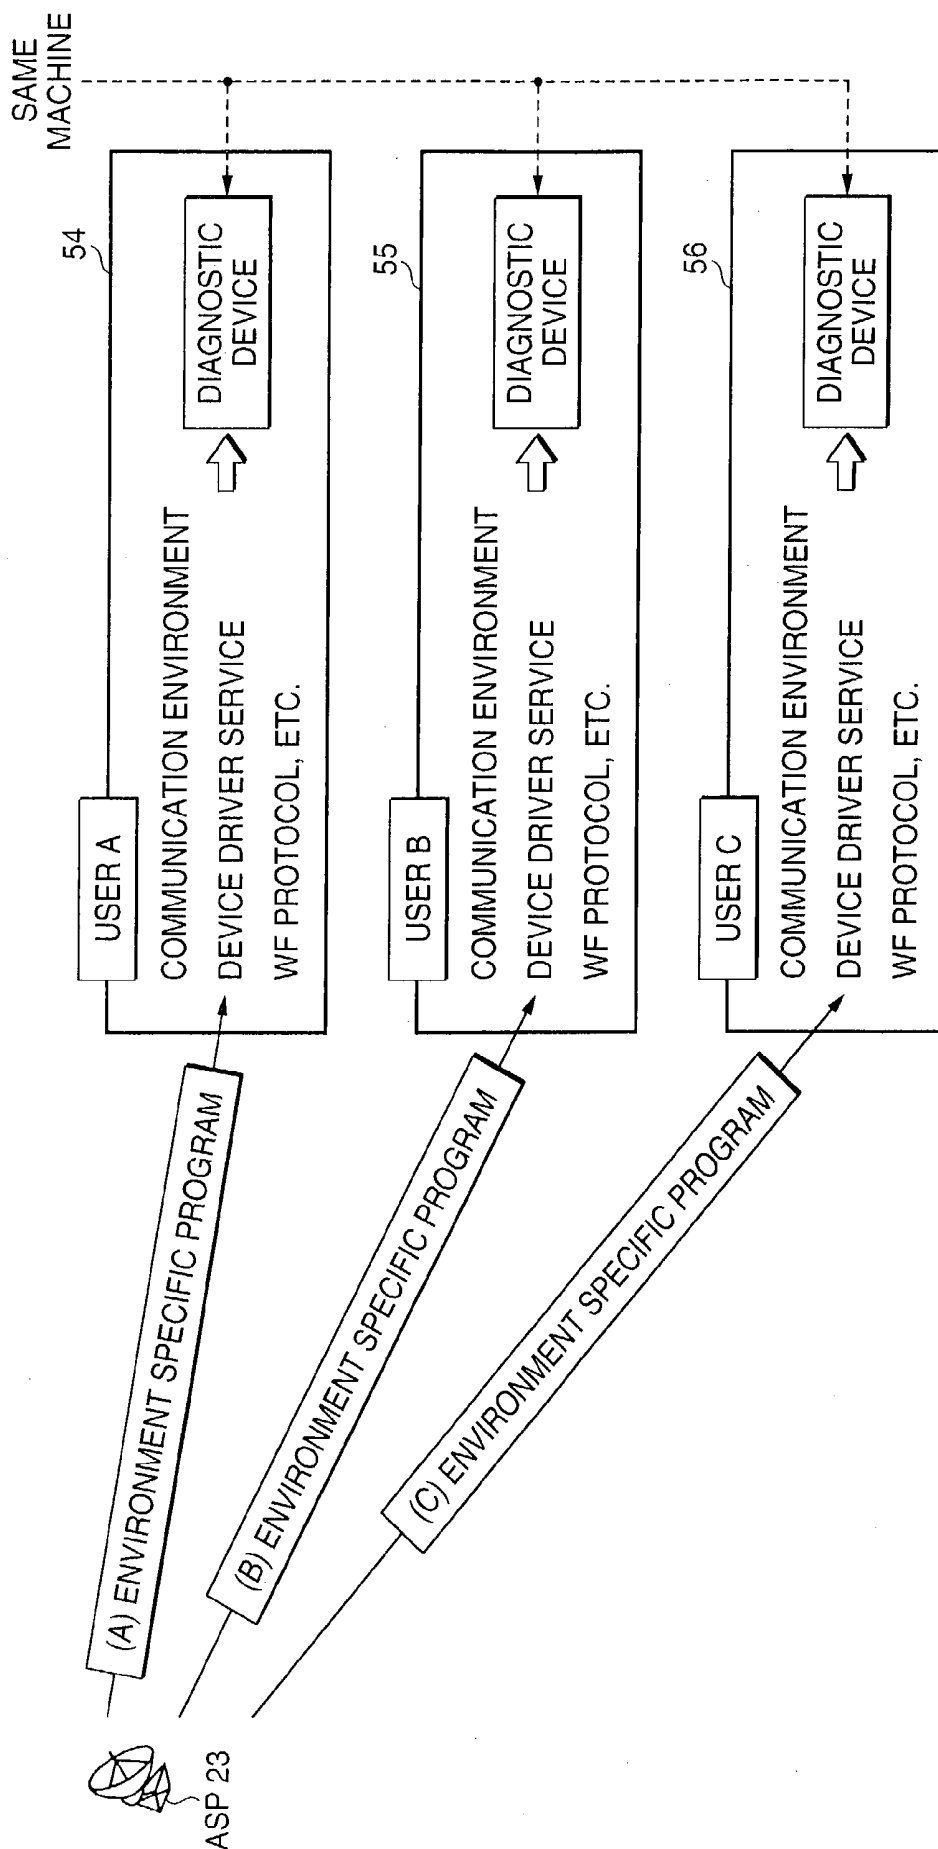 SAME
MACHINE
54
USER A
COMMUNICATION ENVIRONMENT
DEVICE DRIVER SERVICE
WF PROTOCOL, ETC.
DIAGNOSTIC
DEVICE
55
USER B
COMMUNICATION ENVIRONMENT
DEVICE DRIVER SERVICE
WF PROTOCOL, ETC.
DIAGNOSTIC
DEVICE
56
USER C
COMMUNICATION ENVIRONMENT
DEVICE DRIVER SERVICE
WF PROTOCOL, ETC.
DIAGNOSTIC
DEVICE
(A) ENVIRONMENT SPECIFIC PROGRAM
(B) ENVIRONMENT SPECIFIC PROGRAM
(C) ENVIRONMENT SPECIFIC PROGRAM
ASP 23